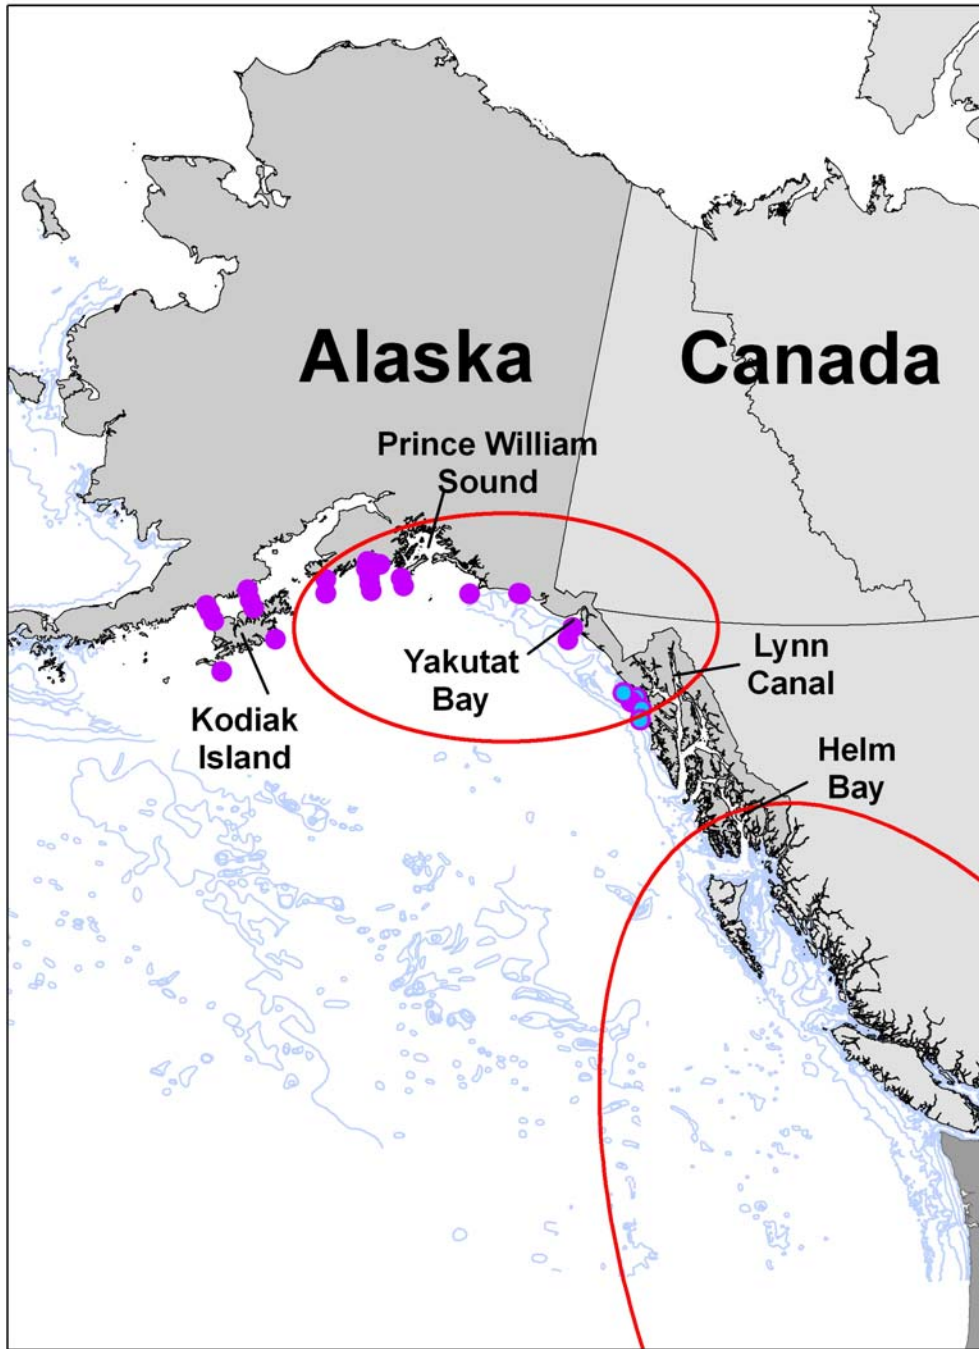 Alaska
Canada
Prince William
Sound
Yakutat
Bay
Lynn
Canal
Kodiak
Island
Helm
Bay